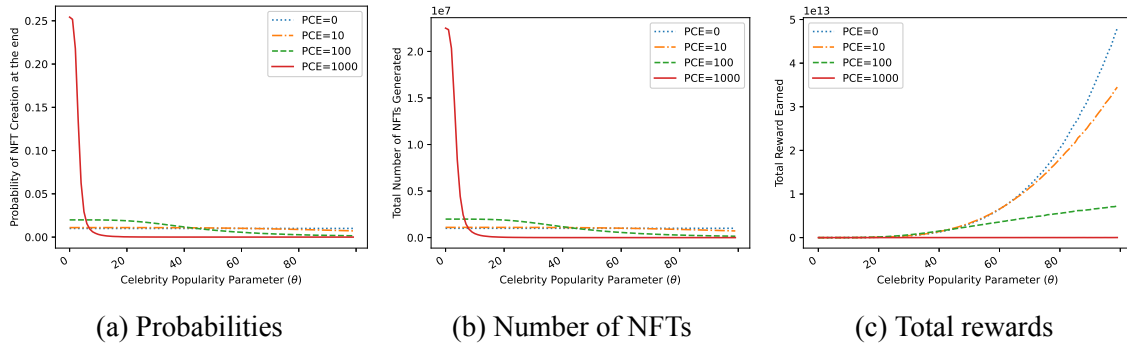 0.25
0.20
0.15
0.10
0.05
0.00
Probability of NFT Creation at the end
0
20
40
60
80
Celebrity Popularity Parameter (θ)
PCE=0
PCE=10
PCE=100
PCE=1000
(a) Probabilities
1e7
2.0
1.5
1.0
0.5
0.0
Total Number of NFTs Generated
0
20
40
60
80
Celebrity Popularity Parameter (θ)
PCE=0
PCE=10
PCE=100
PCE=1000
(b) Number of NFTs
1e13
5
4
3
2
1
0
Total Reward Earned
0
20
40
60
80
Celebrity Popularity Parameter (θ)
PCE=0
PCE=10
PCE=100
PCE=1000
(c) Total rewards